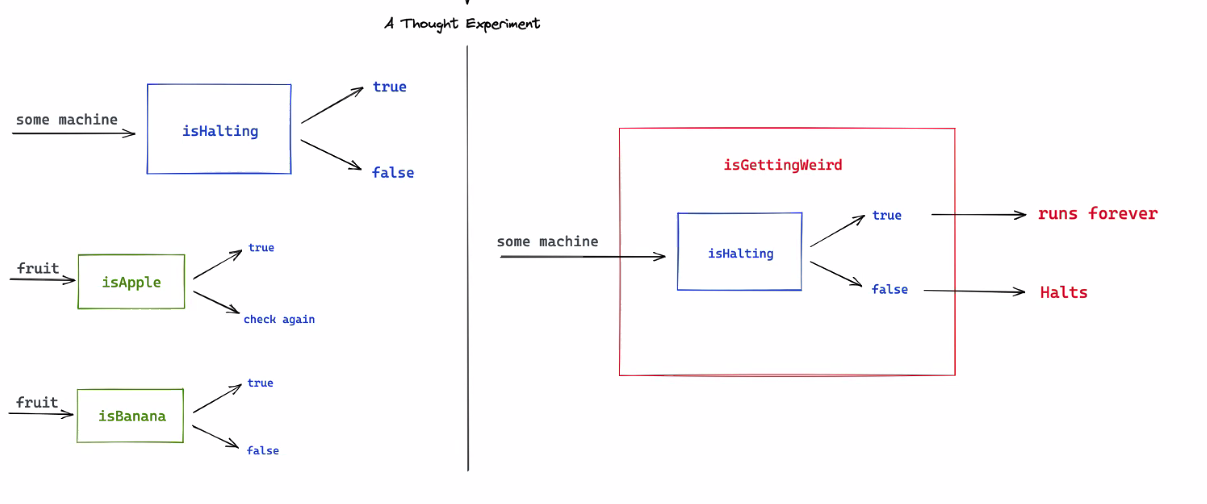 A Thought Experiment
some machine
isHalting
true
false
fruit
isApple
true
check again
fruit
isBanana
true
false
isGettingWeird
some machine
isHalting
true
false
runs forever
Halts